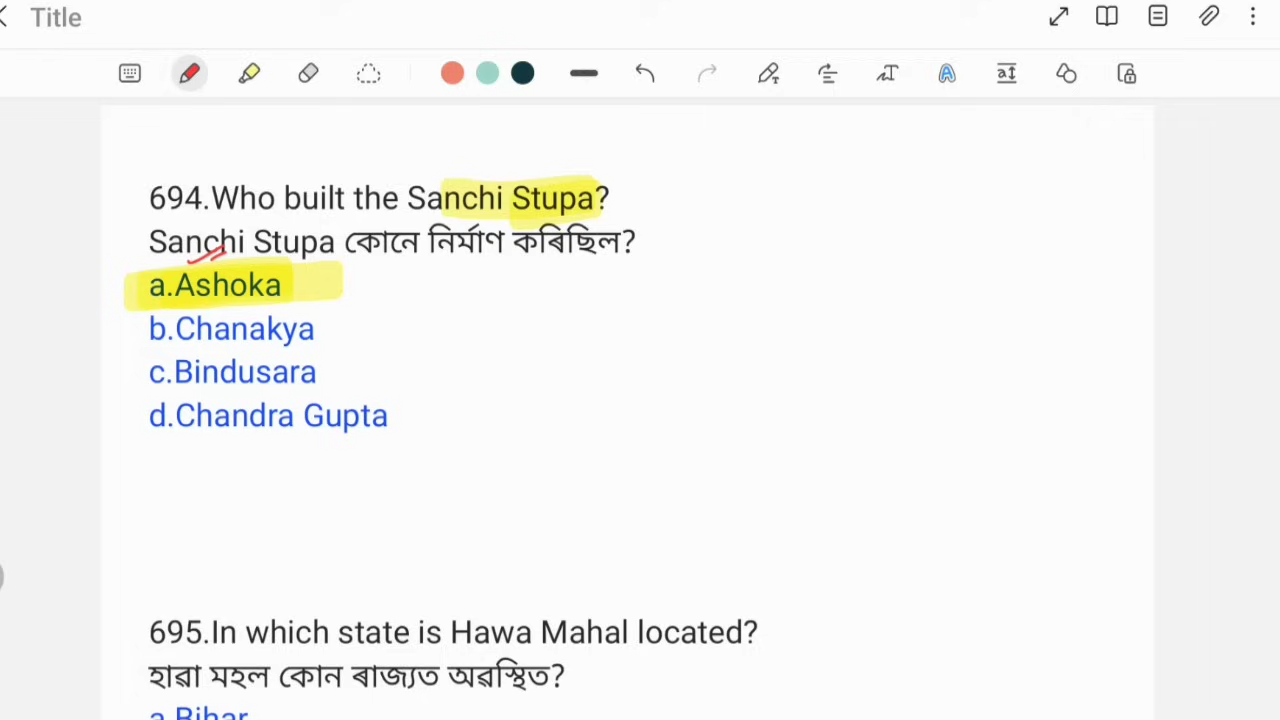 Title
694.Who built the Sanchi Stupa?
Sanchi Stupa কোনে নিৰ্মাণ কৰিছিল?
a.Ashoka
b.Chanakya
c.Bindusara
d.Chandra Gupta
695.In which state is Hawa Mahal located?
হাৱা মহল কোন ৰাজ্যত অৱস্থিত?
a.Bihar